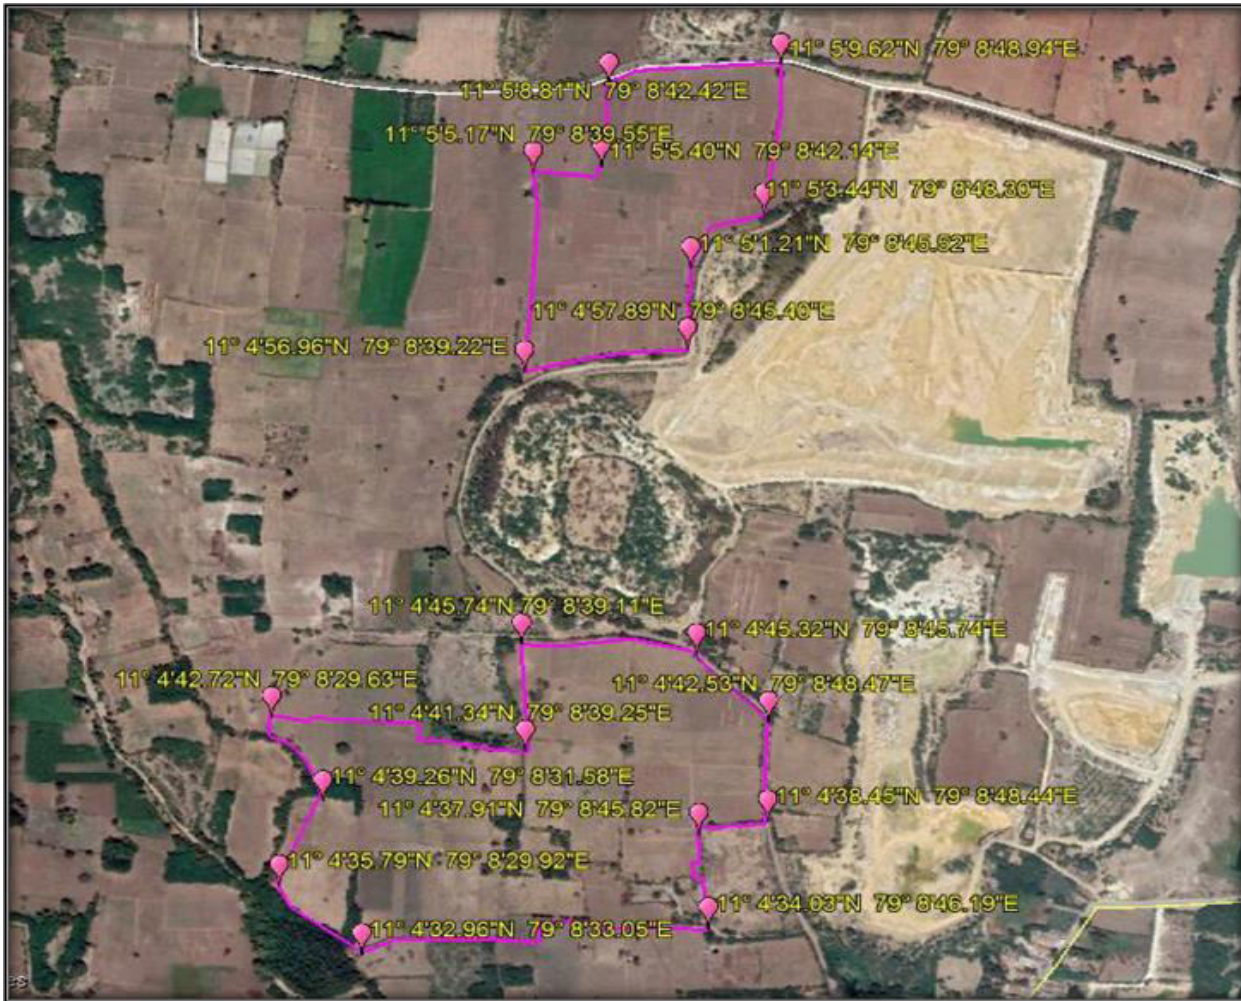 11° 5'9.62"N 79° 8'48.94"E
11° 5'8.81"N 79° 8'42.42"E
11° 5'5.17"N 79° 8'39.55"E
11° 5'5.40"N 79° 8'42.14"E
11° 5'3.44"N 79° 8'48.30"E
11° 5'1.21"N 79° 8'45.52"E
11° 4'57.89"N 79° 8'45.40"E
11° 4'56.96"N 79° 8'39.22"E
11° 4'45.74"N 79° 8'39.11"E
11° 4'45.32"N 79° 8'45.74"E
11° 4'42.72"N 79° 8'29.63"E
11° 4'42.53"N 79° 8'48.47"E
11° 4'41.34"N 79° 8'39.25"E
11° 4'39.26"N 79° 8'31.58"E
11° 4'37.91"N 79° 8'45.82"E
11° 4'38.45"N 79° 8'48.44"E
11° 4'35.79"N 79° 8'29.92"E
11° 4'34.03"N 79° 8'46.19"E
11° 4'32.96"N 79° 8'33.05"E